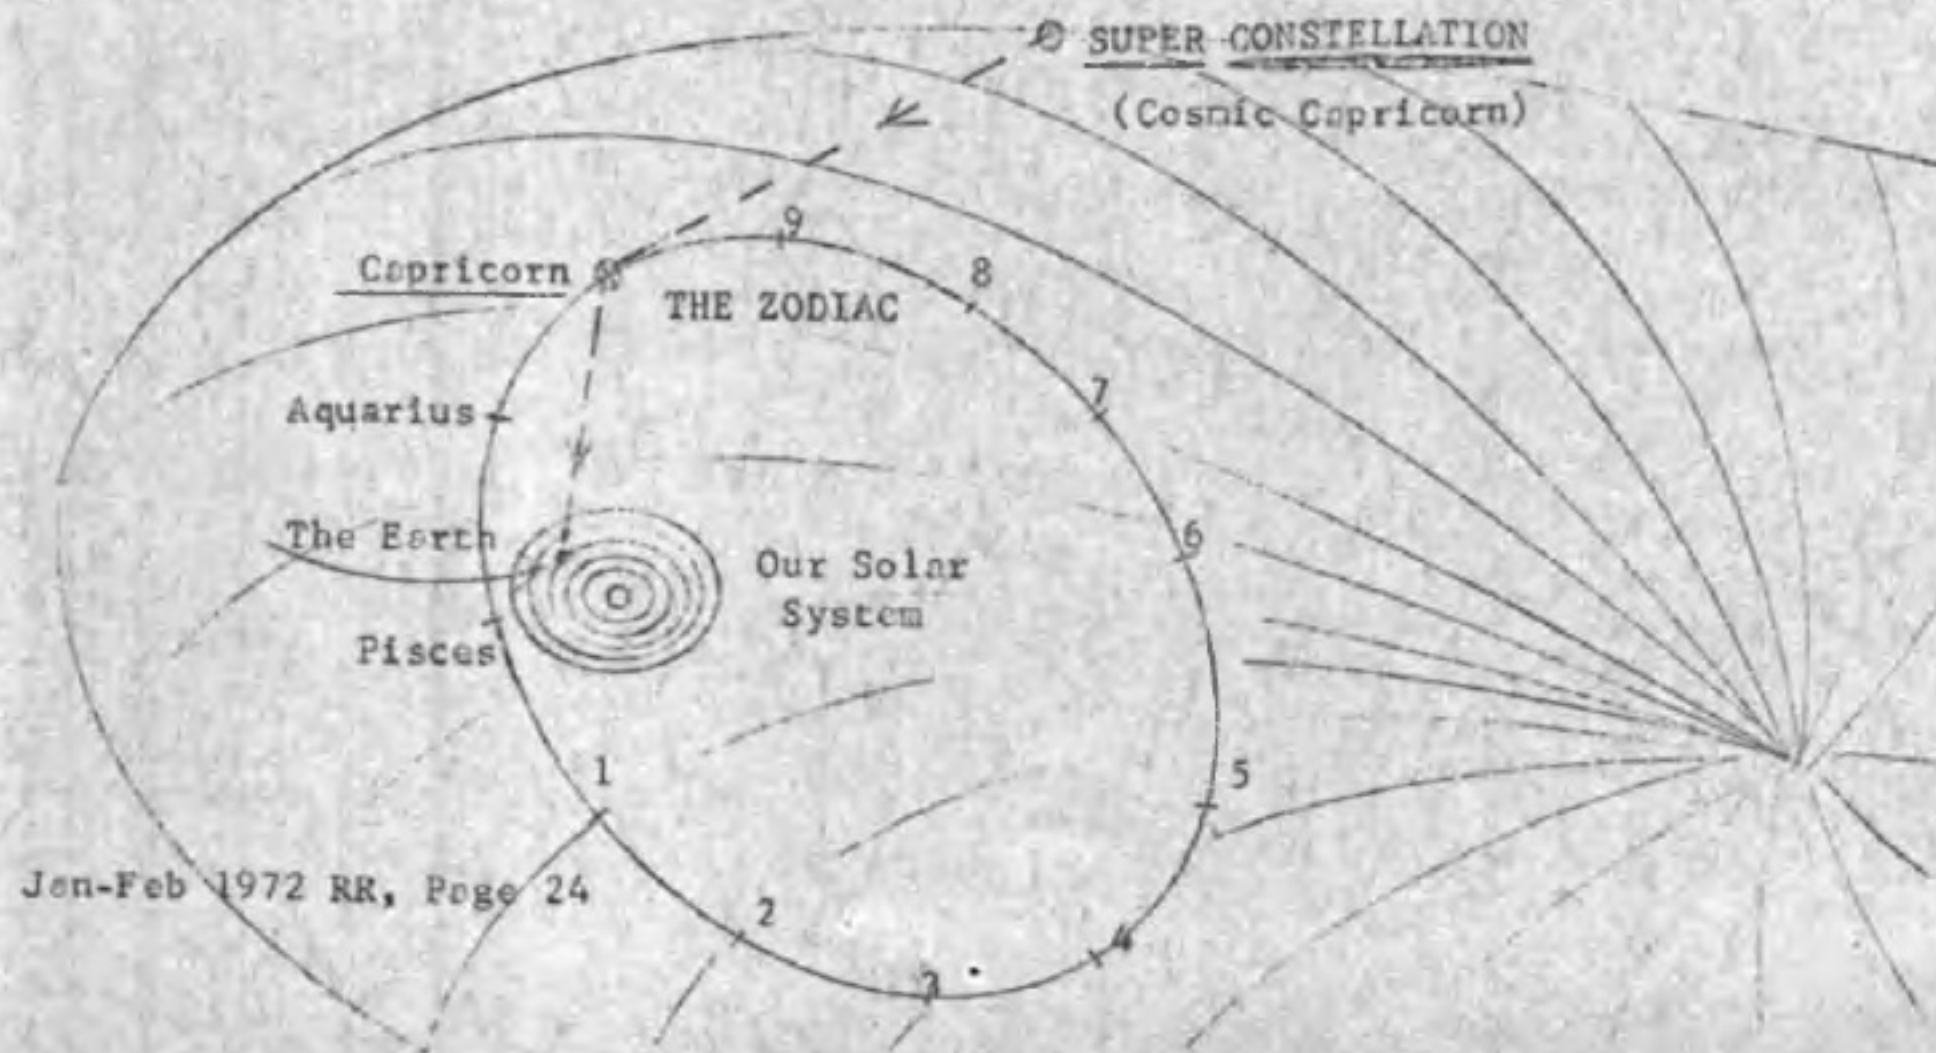 SUPER CONSTELLATION
(Cosmic Capricorn)
9
8
Capricorn
THE ZODIAC
7
Aquarius
The Earth
6
Our Solar
System
Pisces
1
5
Jan-Feb 1972 RR, Page 24
2
4
3